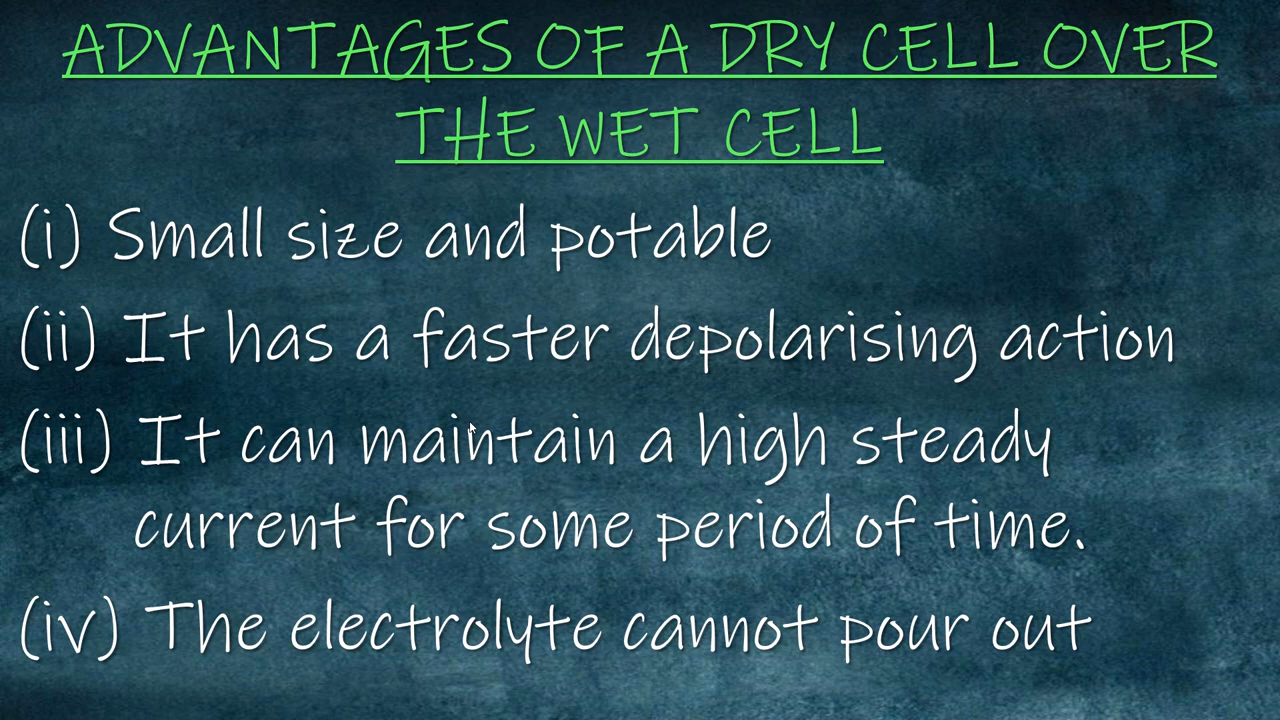 ADVANTAGES OF A DRY CELL OVER
THE WET CELL
(i) Small size and potable
(ii) It has a faster depolarising action
(iii) It can maintain a high steady
current for some period of time.
(iv) The electrolyte cannot pour out